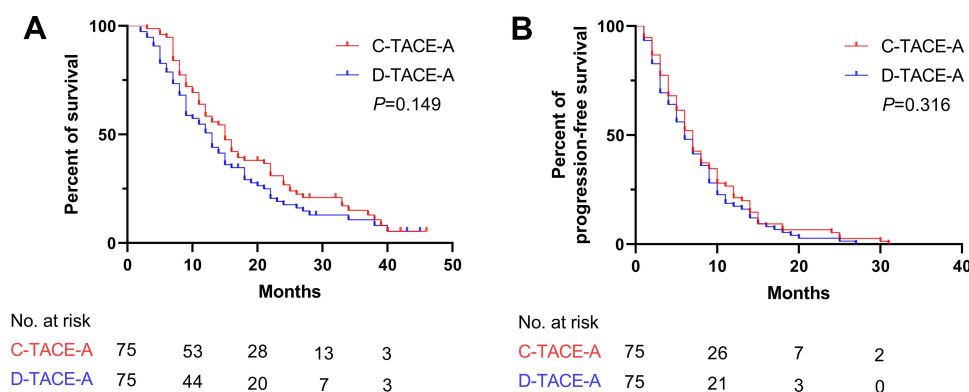 A
Percent of survival
100
50
0
0 10 20 30 40 50
Months
C-TACE-A
D-TACE-A
P=0.149
No. at risk
C-TACE-A 75 53 28 13 3
D-TACE-A 75 44 20 7 3
B
Percent of
progression-free survival
100
50
0
0 10 20 30 40
Months
C-TACE-A
D-TACE-A
P=0.316
No. at risk
C-TACE-A 75 26 7 2
D-TACE-A 75 21 3 0